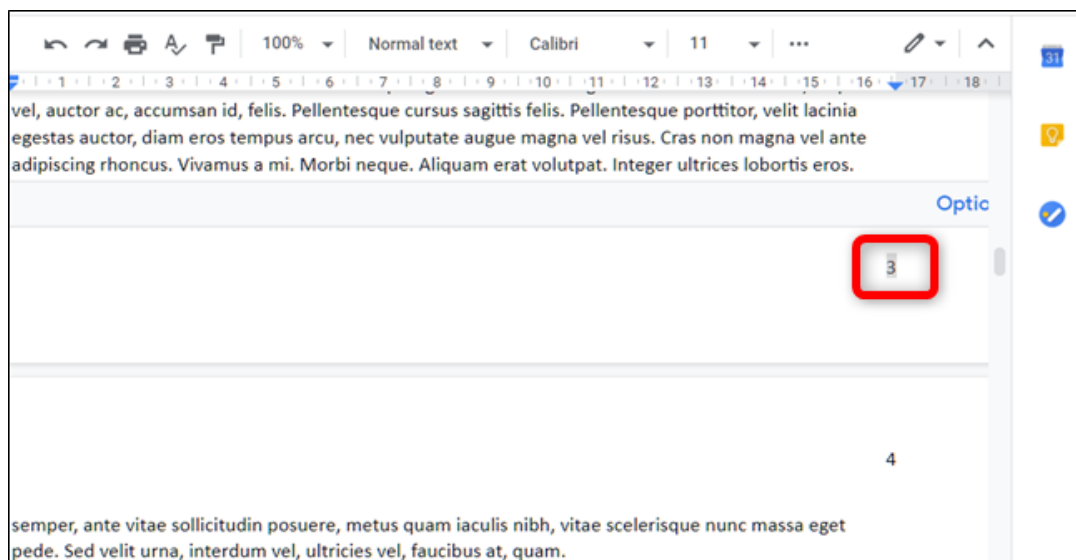 100% Normal text Calibri 11
1 2 3 4 5 6 7 8 9 10 11 12 13 14 15 16 17 18
31
vel, auctor ac, accumsan id, felis. Pellentesque cursus sagittis felis. Pellentesque porttitor, velit lacinia
egestas auctor, diam eros tempus arcu, nec vulputate augue magna vel risus. Cras non magna vel ante
adipiscing rhoncus. Vivamus a mi. Morbi neque. Aliquam erat volutpat. Integer ultrices lobortis eros.
Optio
3
4
semper, ante vitae sollicitudin posuere, metus quam iaculis nibh, vitae scelerisque nunc massa eget
pede. Sed velit urna, interdum vel, ultricies vel, faucibus at, quam.